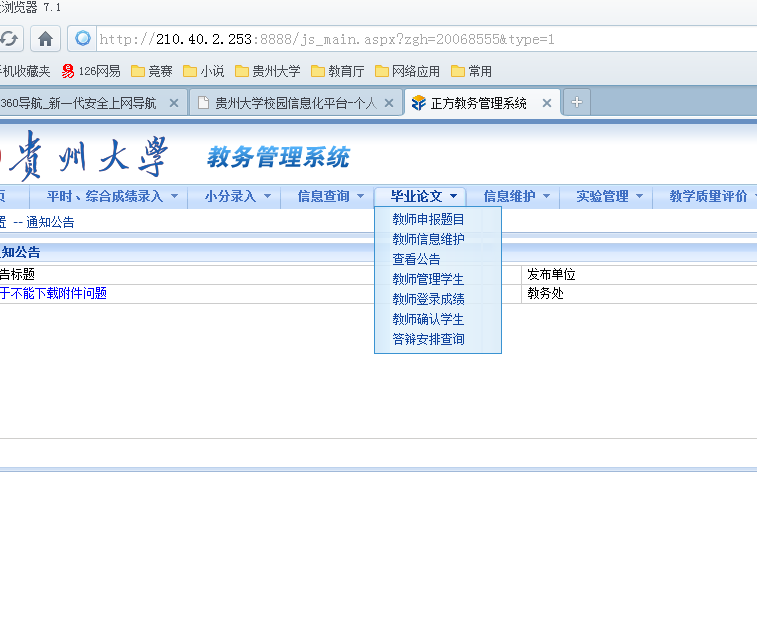 浏览器 7.1
http://210.40.2.253:8888/js_main.aspx?zgh=20068555&type=1
手机收藏夹 126网易 竞赛 小说 贵州大学 教育厅 网络应用 常用
360导航_新一代安全上网导航 贵州大学校园信息化平台-个人 正方教务管理系统
貴州大學 教务管理系统
页 平时、综合成绩录入 小分录入 信息查询 毕业论文 信息维护 实验管理 教学质量评价
置 -- 通知公告
教师申报题目
教师信息维护
查看公告
教师管理学生
教师登录成绩
教师确认学生
答辩安排查询
知公告
告标题 发布单位
于不能下载附件问题 教务处